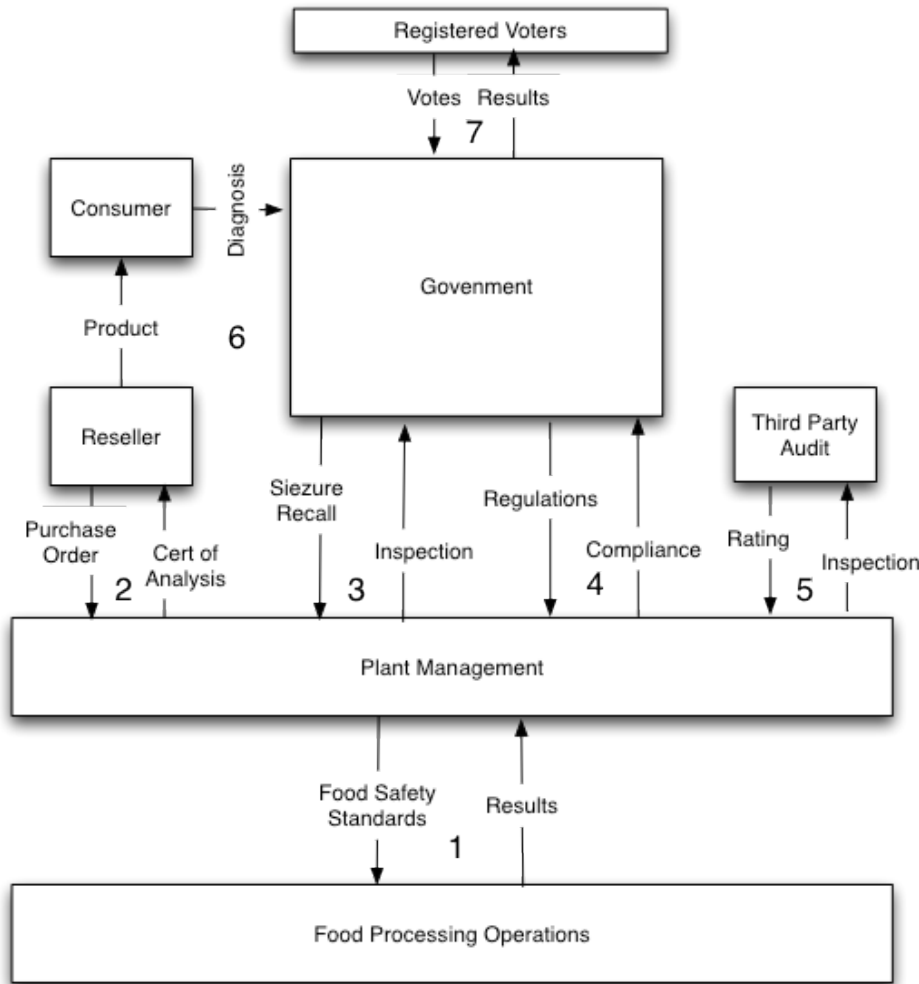 Registered Voters
Votes Results
7
Consumer
Diagnosis
Govenment
Product
6
Reseller
Third Party
Audit
Siezure
Recall
Regulations
Purchase
Order
Cert of
Analysis
Inspection
Compliance
Rating
Inspection
2
3
4
5
Plant Management
Food Safety
Standards
Results
1
Food Processing Operations